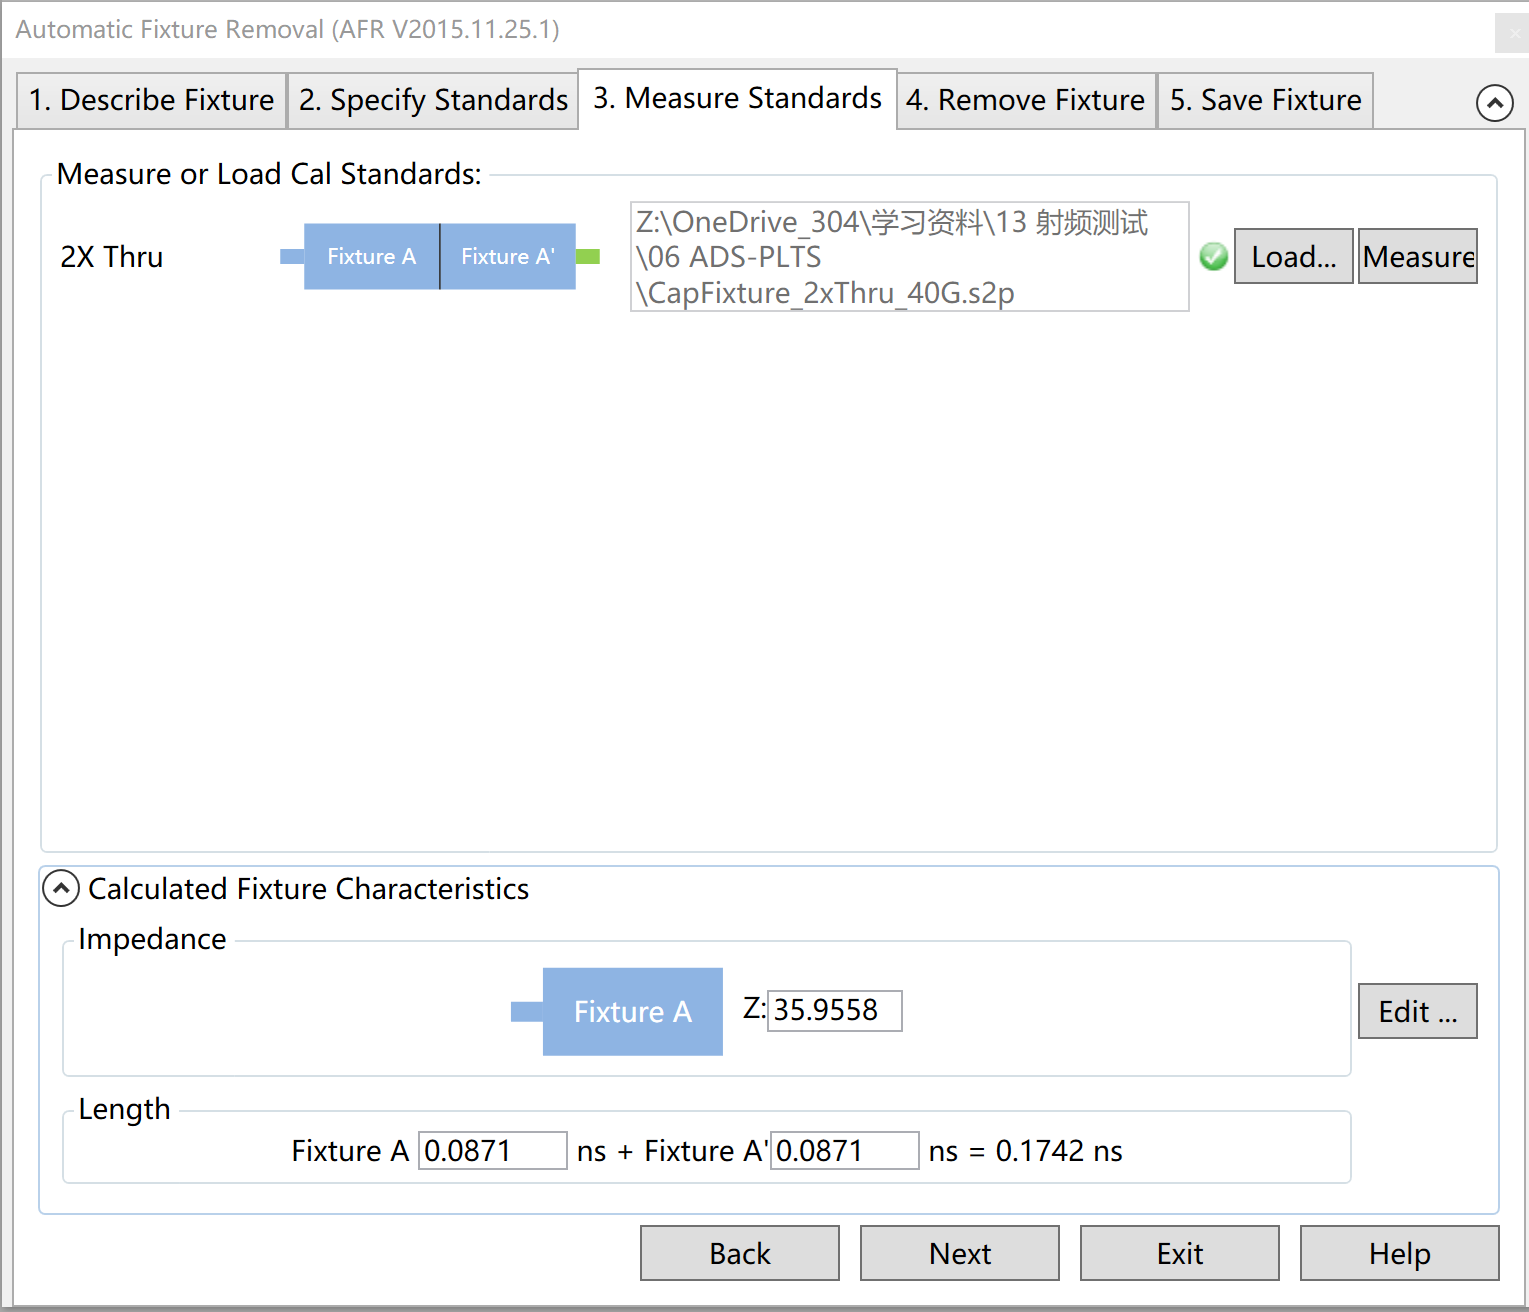 Automatic Fixture Removal (AFR V2015.11.25.1)
1. Describe Fixture 2. Specify Standards 3. Measure Standards 4. Remove Fixture 5. Save Fixture
Measure or Load Cal Standards:
2X Thru
Fixture A Fixture A'
Z:\OneDrive_304\学习资料\13 射频测试
\06 ADS-PLTS
\CapFixture_2xThru_40G.s2p
Load... Measure
Calculated Fixture Characteristics
Impedance
Fixture A Z: 35.9558
Edit ...
Length
Fixture A 0.0871 ns + Fixture A' 0.0871 ns = 0.1742 ns
Back Next Exit Help